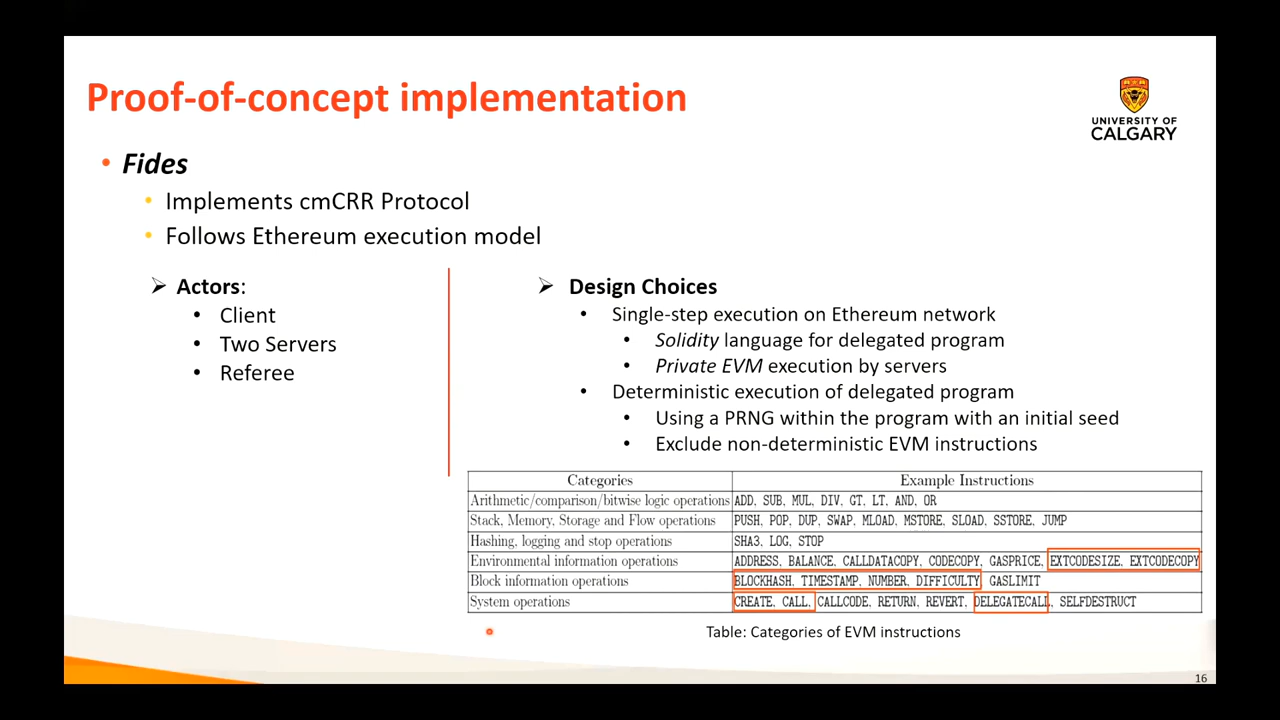 Proof-of-concept implementation
UNIVERSITY OF
CALGARY
• Fides
• Implements cmCRR Protocol
• Follows Ethereum execution model
➢ Actors:
• Client
• Two Servers
• Referee
➢ Design Choices
• Single-step execution on Ethereum network
• Solidity language for delegated program
• Private EVM execution by servers
• Deterministic execution of delegated program
• Using a PRNG within the program with an initial seed
• Exclude non-deterministic EVM instructions
Categories Example Instructions
Arithmetic/comparison/bitwise logic operations ADD, SUB, MUL, DIV, GT, LT, AND, OR
Stack, Memory, Storage and Flow operations PUSH, POP, DUP, SWAP, MLOAD, MSTORE, SLOAD, SSTORE, JUMP
Hashing, logging and stop operations SHA3, LOG, STOP
Environmental information operations ADDRESS, BALANCE, CALLDATACOPY, CODECOPY, GASPRICE, EXTCODESIZE, EXTCODECOPY
Block information operations BLOCKHASH, TIMESTAMP, NUMBER, DIFFICULTY, GASLIMIT
System operations CREATE, CALL, CALLCODE, RETURN, REVERT, DELEGATECALL, SELFDESTRUCT
Table: Categories of EVM instructions
16